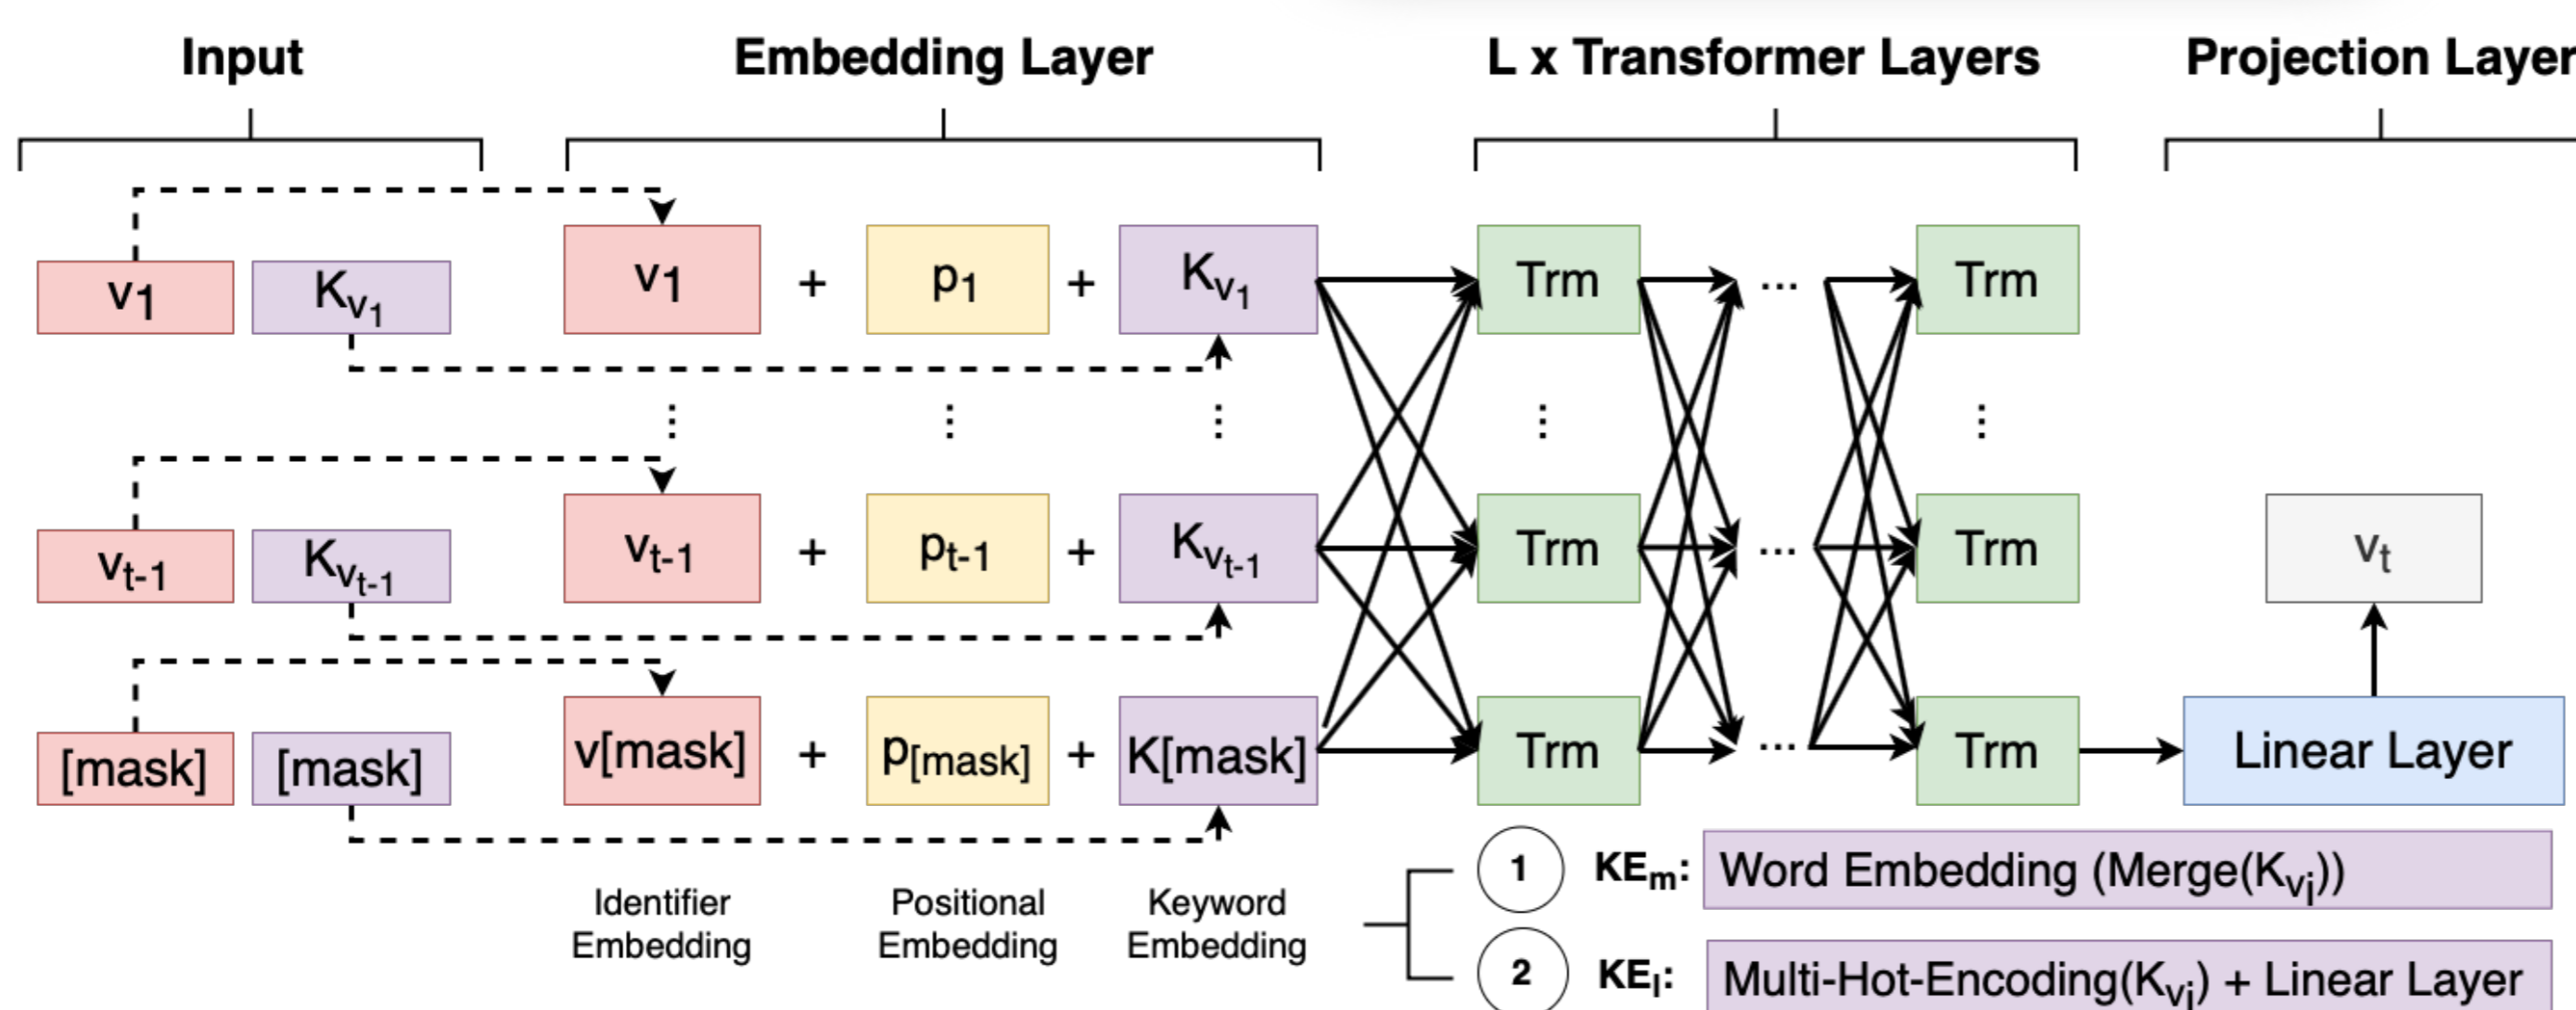 Input Embedding Layer L x Transformer Layers Projection Layer
v1 Kv1 v1 + p1 + Kv1 Trm ... Trm
⋮ ⋮ ⋮ ⋮ ⋮
vt-1 Kvt-1 vt-1 + pt-1 + Kvt-1 Trm ... Trm vt
[mask] [mask] v[mask] + p[mask] + K[mask] Trm ... Trm Linear Layer
Identifier
Embedding
Positional
Embedding
Keyword
Embedding
1 KEm: Word Embedding (Merge(Kvi))
2 KEl: Multi-Hot-Encoding(Kvi) + Linear Layer